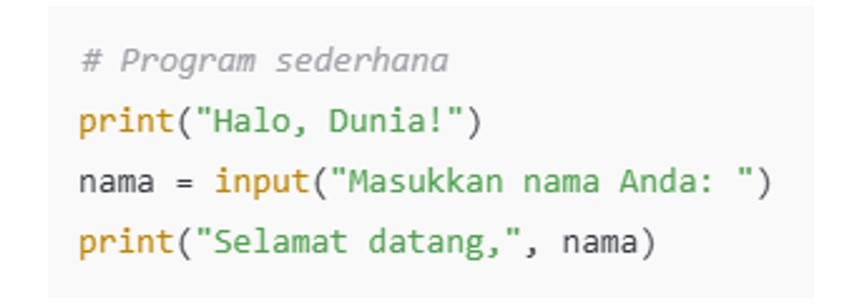 # Program sederhana
print("Halo, Dunia!")
nama = input("Masukkan nama Anda: ")
print("Selamat datang,", nama)